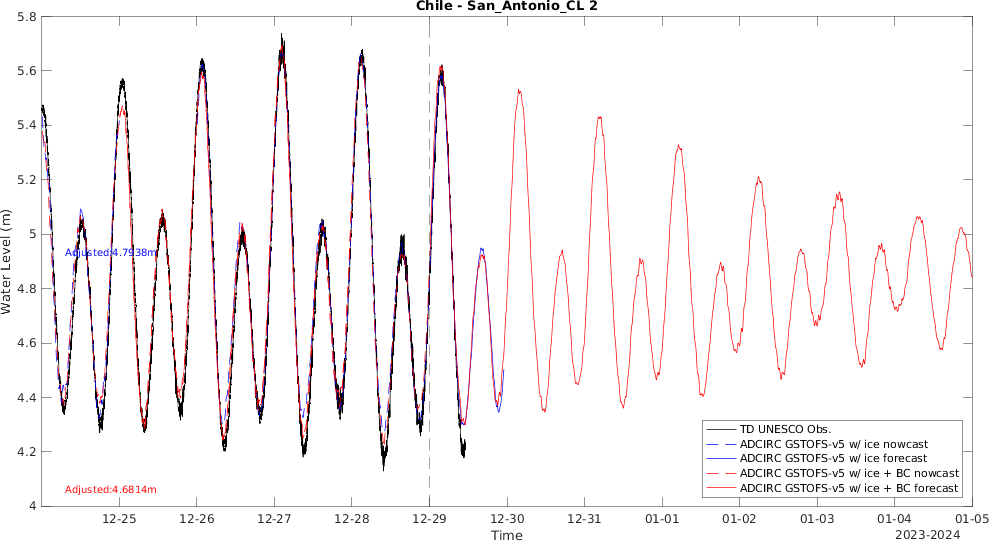 Chile - San_Antonio_CL 2
Water Level (m)
5.8
5.6
5.4
5.2
5
4.8
4.6
4.4
4.2
4
Adjusted:4.7938m
Adjusted:4.6814m
TD UNESCO Obs.
ADCIRC GSTOFS-v5 w/ ice nowcast
ADCIRC GSTOFS-v5 w/ ice forecast
ADCIRC GSTOFS-v5 w/ ice + BC nowcast
ADCIRC GSTOFS-v5 w/ ice + BC forecast
12-25 12-26 12-27 12-28 12-29 12-30 12-31 01-01 01-02 01-03 01-04 01-05
Time
2023-2024